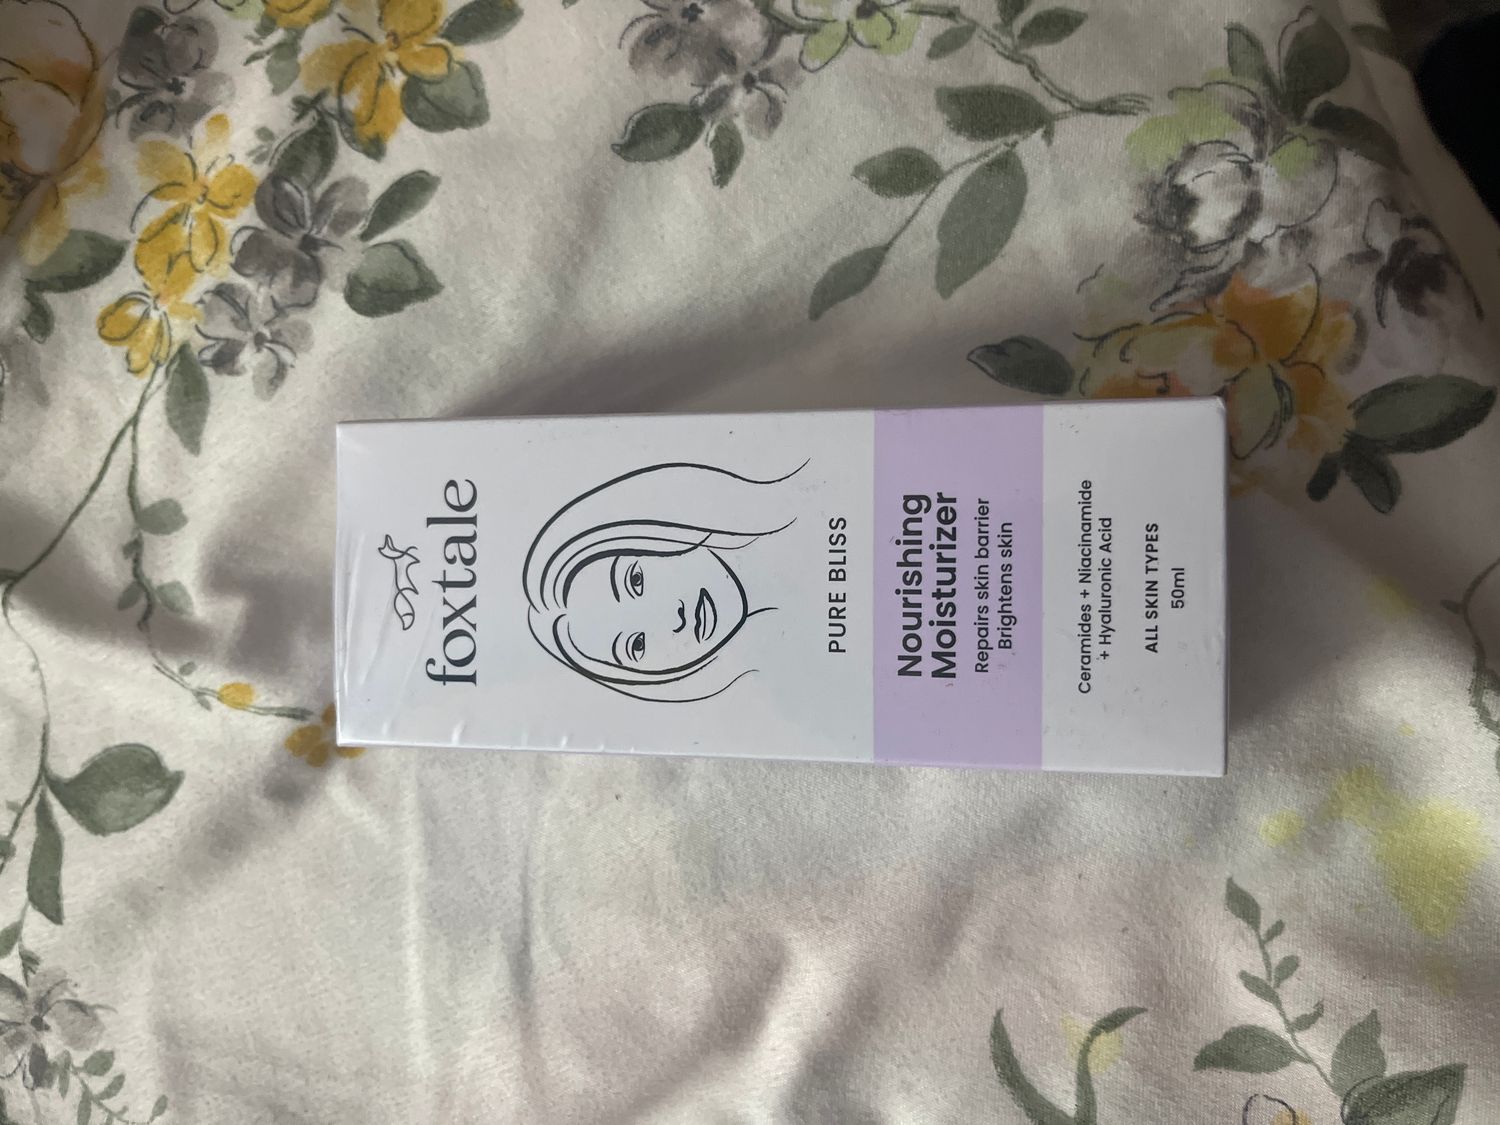 foxtale
PURE BLISS
Nourishing
Moisturizer
Repairs skin barrier
Brightens skin
Ceramides + Niacinamide
+ Hyaluronic Acid
ALL SKIN TYPES
50ml